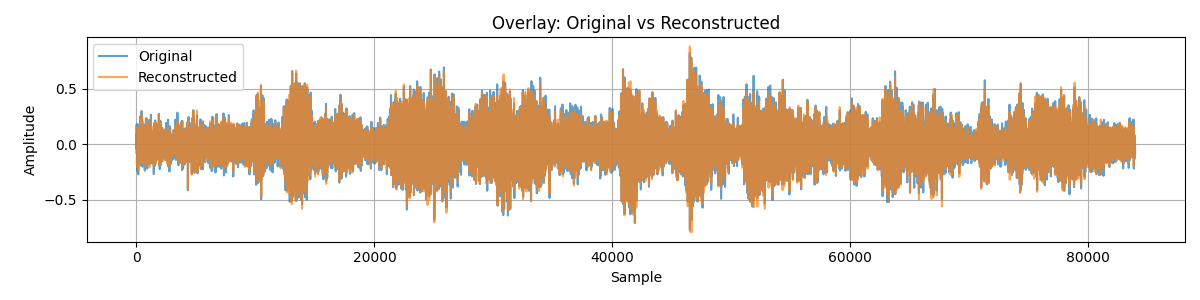 Overlay: Original vs Reconstructed
Original
Reconstructed
Amplitude
0.5
0.0
−0.5
0 20000 40000 60000 80000
Sample